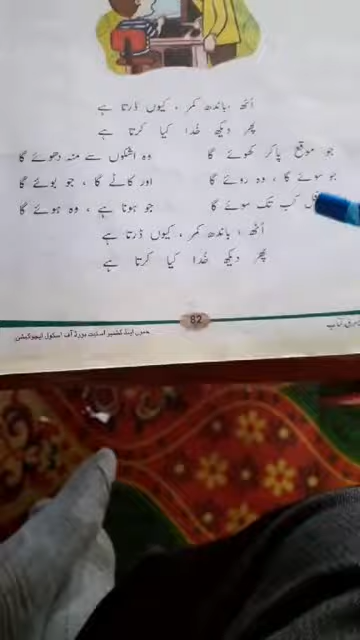 اُٹھ ، باندھ کمر ، کیوں ڈرتا ہے
پھر دیکھ خُدا کیا کرتا ہے
جو موقع پا کر کھوئے گا وہ اشکوں سے منہ دھوئے گا
جو سوئے گا ، وہ روئے گا اور کاٹے گا ، جو بوئے گا
کب تک سوئے گا جو ہونا ہے ، وہ ہوئے گا
اُٹھ ، باندھ کمر ، کیوں ڈرتا ہے
پھر دیکھ خُدا کیا کرتا ہے
82
جموں اینڈ کشمیر اسٹیٹ بورڈ آف اسکول ایجوکیشن